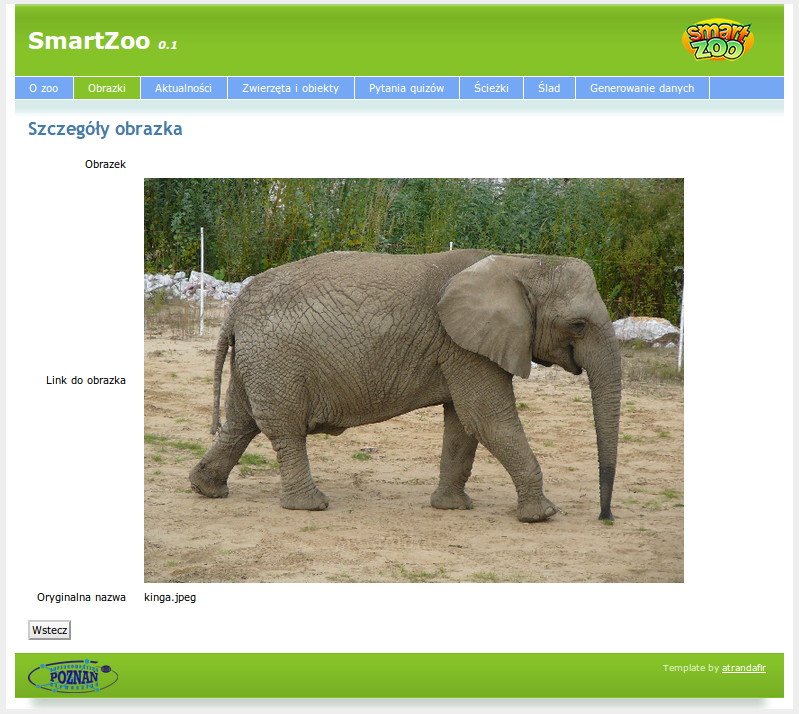 SmartZoo 0.1
smart
ZOO
O zoo
Obrazki
Aktualności
Zwierzęta i obiekty
Pytania quizów
Ścieżki
Ślad
Generowanie danych
Szczegóły obrazka
Obrazek
Link do obrazka
Oryginalna nazwa
kinga.jpeg
Wstecz
POZNAŃ
Template by atrandafir